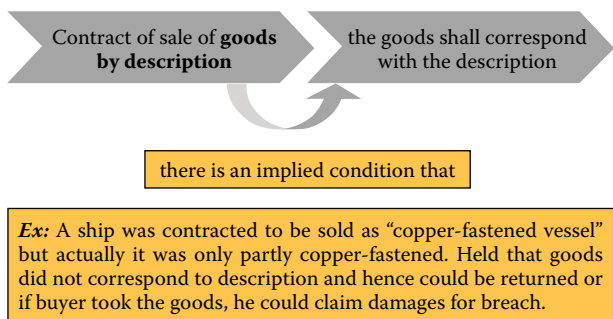 Contract of sale of goods
by description
the goods shall correspond
with the description
there is an implied condition that
Ex: A ship was contracted to be sold as “copper-fastened vessel”
but actually it was only partly copper-fastened. Held that goods
did not correspond to description and hence could be returned or
if buyer took the goods, he could claim damages for breach.